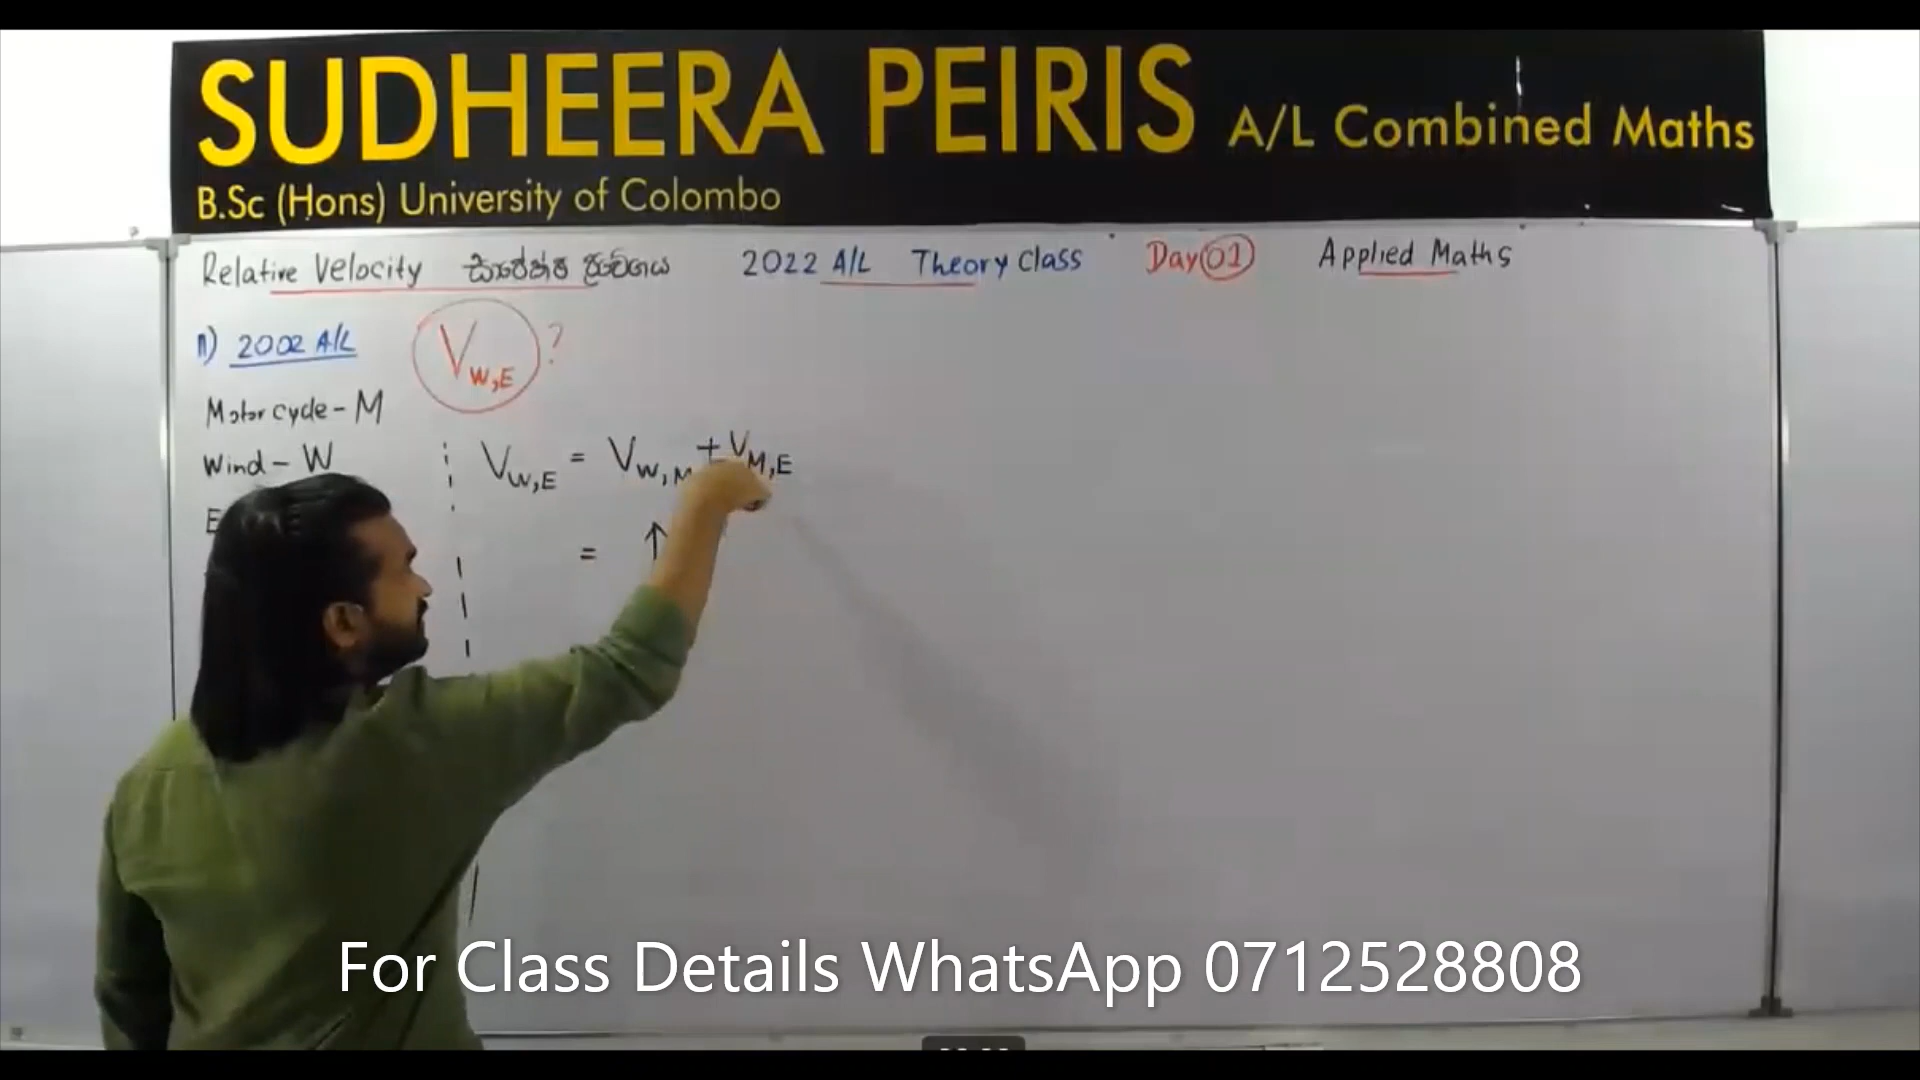 SUDHEERA PEIRIS A/L Combined Maths
B.Sc (Hons) University of Colombo
Relative Velocity සාපේක්ෂ ප්‍රවේගය 2022 A/L Theory Class Day 01 Applied Maths
1) 2002 A/L V W,E ?
Motor cycle - M
Wind - W V W,E = V W,M + V M,E
E
= ↑
For Class Details WhatsApp 0712528808